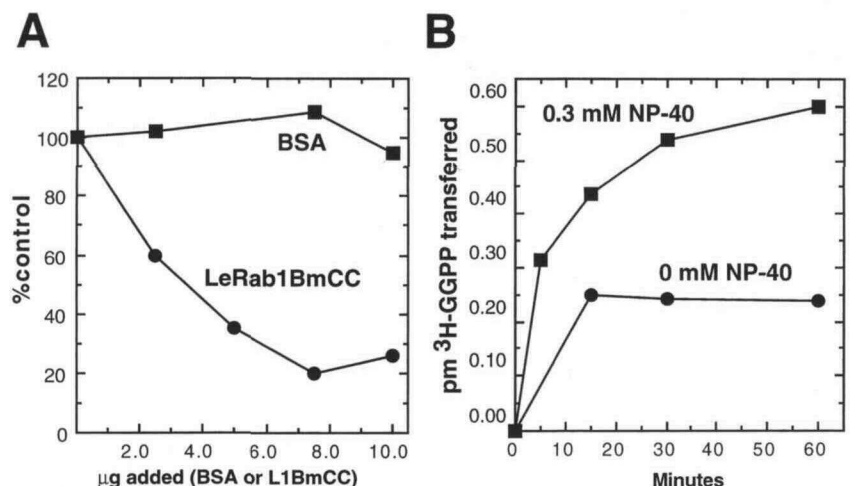 A
120
100
80
60
40
20
0
%control
BSA
LeRab1BmCC
2.0 4.0 6.0 8.0 10.0
µg added (BSA or L1BmCC)
B
0.60
0.50
0.40
0.30
0.20
0.10
0.00
pm ³H-GGPP transferred
0.3 mM NP-40
0 mM NP-40
0 10 20 30 40 50 60
Minutes